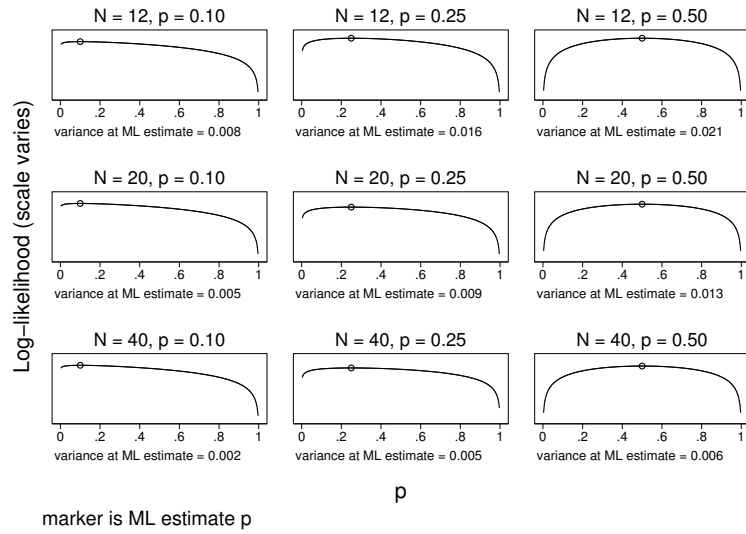 N = 12, p = 0.10
N = 12, p = 0.25
N = 12, p = 0.50
0 .2 .4 .6 .8 1
0 .2 .4 .6 .8 1
0 .2 .4 .6 .8 1
variance at ML estimate = 0.008
variance at ML estimate = 0.016
variance at ML estimate = 0.021
Log−likelihood (scale varies)
N = 20, p = 0.10
N = 20, p = 0.25
N = 20, p = 0.50
0 .2 .4 .6 .8 1
0 .2 .4 .6 .8 1
0 .2 .4 .6 .8 1
variance at ML estimate = 0.005
variance at ML estimate = 0.009
variance at ML estimate = 0.013
N = 40, p = 0.10
N = 40, p = 0.25
N = 40, p = 0.50
0 .2 .4 .6 .8 1
0 .2 .4 .6 .8 1
0 .2 .4 .6 .8 1
variance at ML estimate = 0.002
variance at ML estimate = 0.005
variance at ML estimate = 0.006
p
marker is ML estimate p